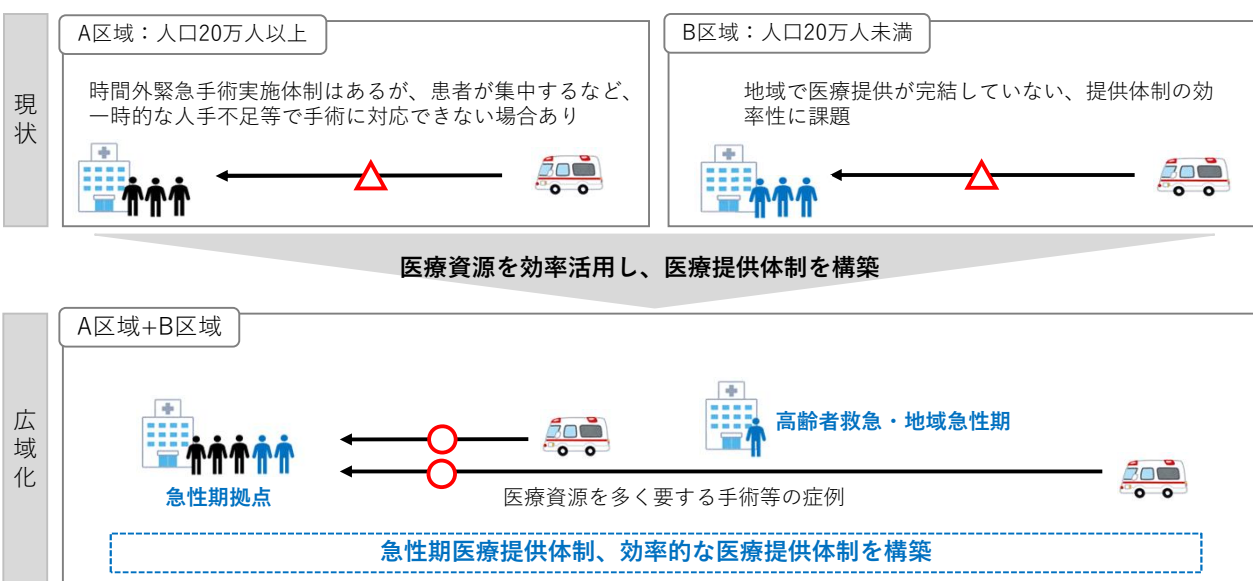 現状
A区域：人口20万人以上
時間外緊急手術実施体制はあるが、患者が集中するなど、
一時的な人手不足等で手術に対応できない場合あり
B区域：人口20万人未満
地域で医療提供が完結していない、提供体制の効
率性に課題
医療資源を効率活用し、医療提供体制を構築
広域化
A区域+B区域
高齢者救急・地域急性期
急性期拠点
医療資源を多く要する手術等の症例
急性期医療提供体制、効率的な医療提供体制を構築